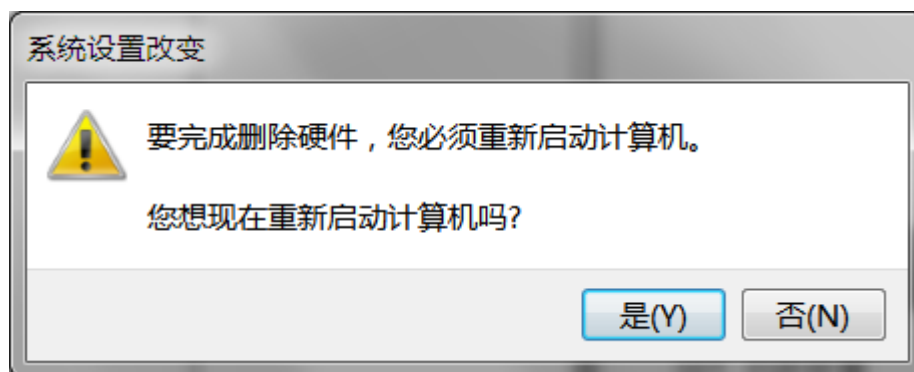 系统设置改变
要完成删除硬件，您必须重新启动计算机。
您想现在重新启动计算机吗?
是(Y)
否(N)